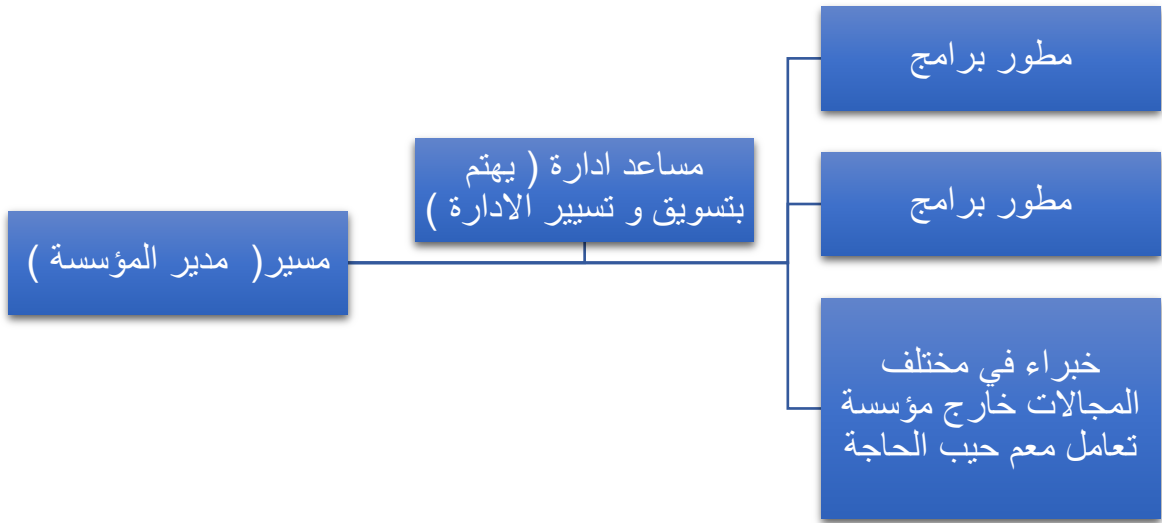 مطور برامج
مساعد ادارة ( يهتم
بتسويق و تسيير الادارة )
مطور برامج
مسير( مدير المؤسسة )
خبراء في مختلف
المجالات خارج مؤسسة
تعامل معم حيب الحاجة